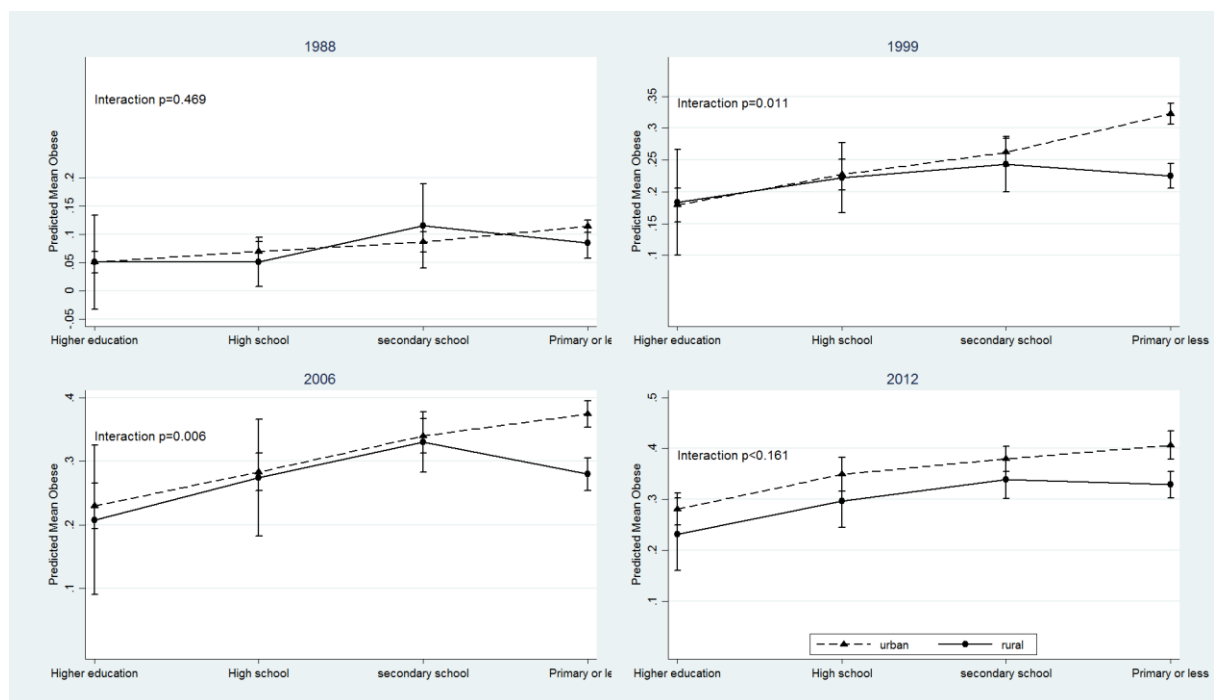 1988
Interaction p=0.469
Predicted Mean Obese
.2
.15
.1
.05
0
-.05
Higher education High school secondary school Primary or le
1999
Interaction p=0.011
Predicted Mean Obese
.35
.3
.25
.2
.15
.1
Higher education High school secondary school Primary or less
2006
Interaction p=0.006
Predicted Mean Obese
.4
.3
.2
.1
Higher education High school secondary school Primary or le
2012
Interaction p<0.161
Predicted Mean Obese
.5
.4
.3
.2
.1
urban rural
Higher education High school secondary school Primary or less